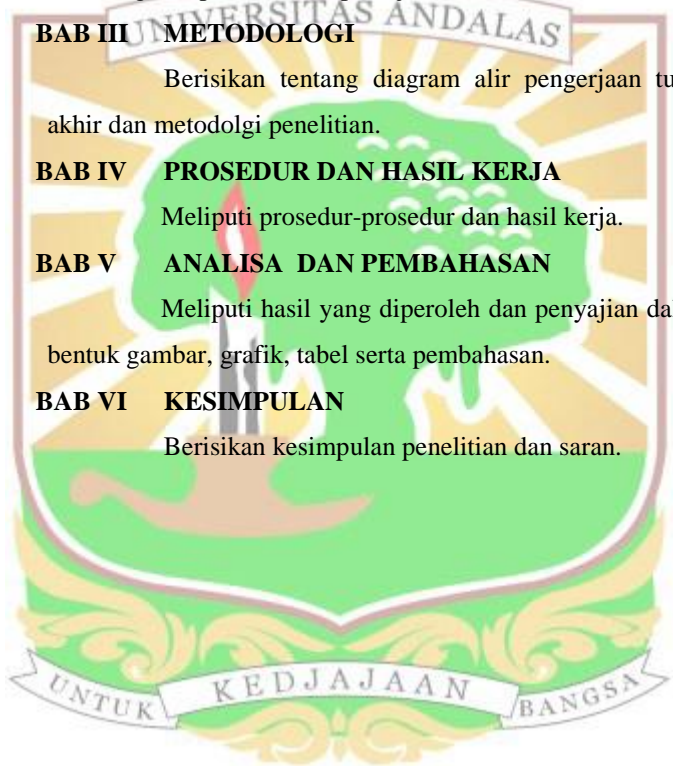 UNIVERSITAS ANDALAS
BAB III METODOLOGI
Berisikan tentang diagram alir pengerjaan tu
akhir dan metodolgi penelitian.
BAB IV PROSEDUR DAN HASIL KERJA
Meliputi prosedur-prosedur dan hasil kerja.
BAB V ANALISA DAN PEMBAHASAN
Meliputi hasil yang diperoleh dan penyajian da
bentuk gambar, grafik, tabel serta pembahasan.
BAB VI KESIMPULAN
Berisikan kesimpulan penelitian dan saran.
UNTUK KEDJAJAAN BANGSA